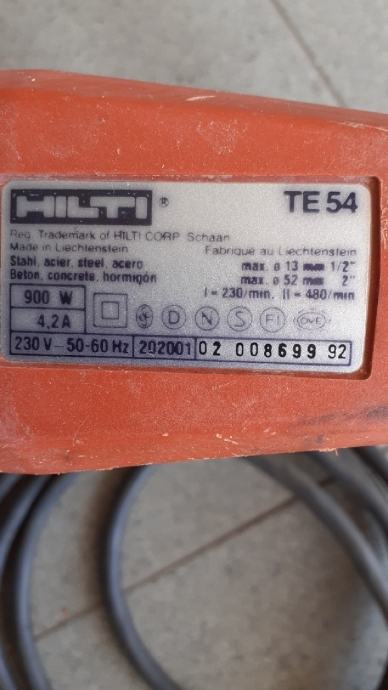 HILTI ® TE 54
Reg. Trademark of HILTI CORP. Schaan
Made in Liechtenstein Fabriqué au Liechtenstein
Stahl, acier, steel, acero max. ø 13 mm 1/2"
Beton, concrete, hormigón max. ø 52 mm 2"
900 W I = 230/min, II = 480/min
4,2A D N S FI OVE
230 V – 50-60 Hz 202001 02 008699 92